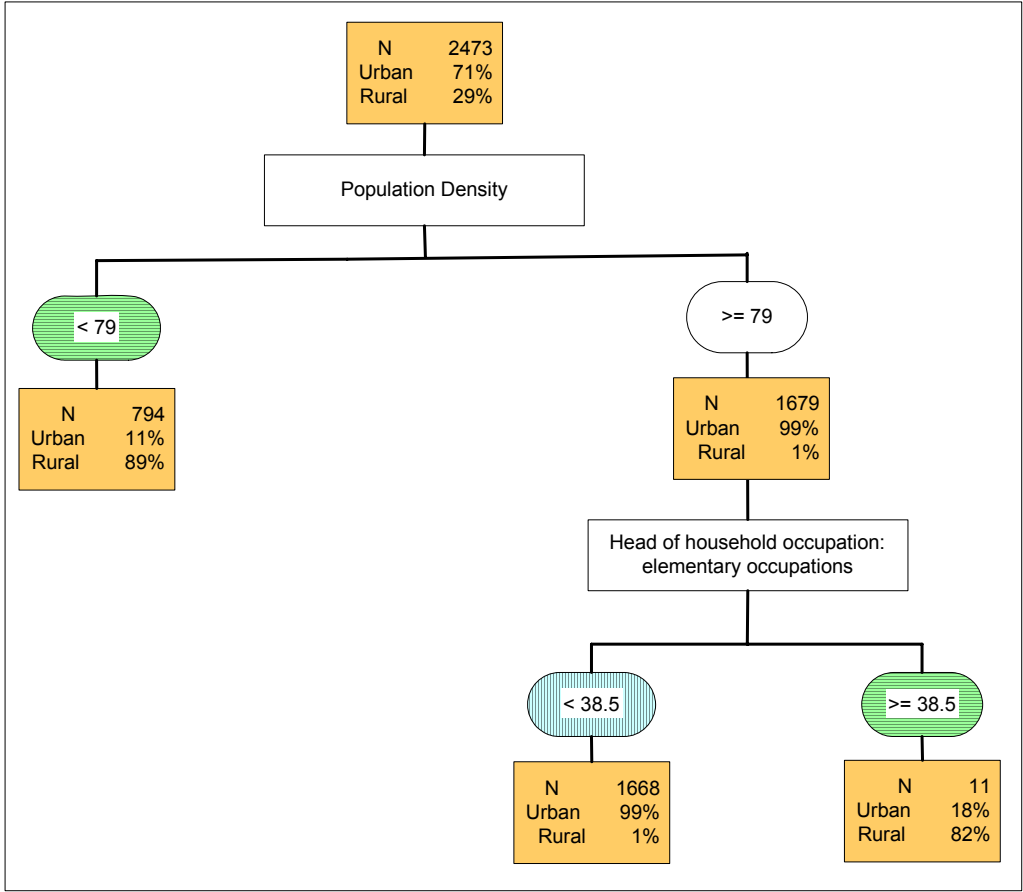 N 2473
Urban 71%
Rural 29%
Population Density
< 79
>= 79
N 794
Urban 11%
Rural 89%
N 1679
Urban 99%
Rural 1%
Head of household occupation:
elementary occupations
< 38.5
>= 38.5
N 1668
Urban 99%
Rural 1%
N 11
Urban 18%
Rural 82%